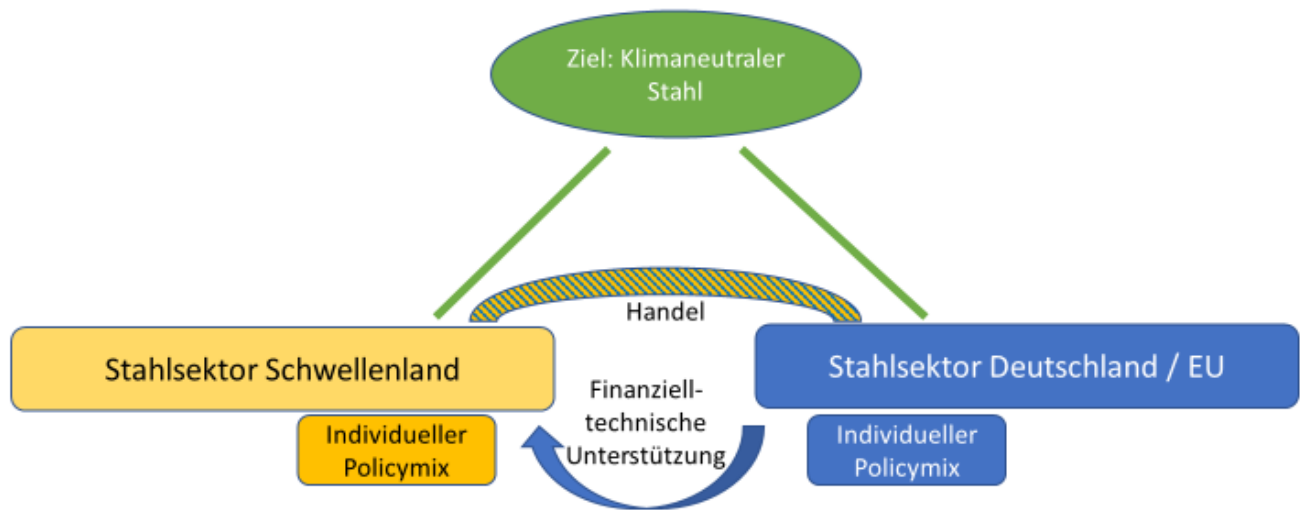 Ziel: Klimaneutraler
Stahl
Handel
Stahlsektor Schwellenland
Stahlsektor Deutschland / EU
Finanziell-
technische
Unterstützung
Individueller
Policymix
Individueller
Policymix